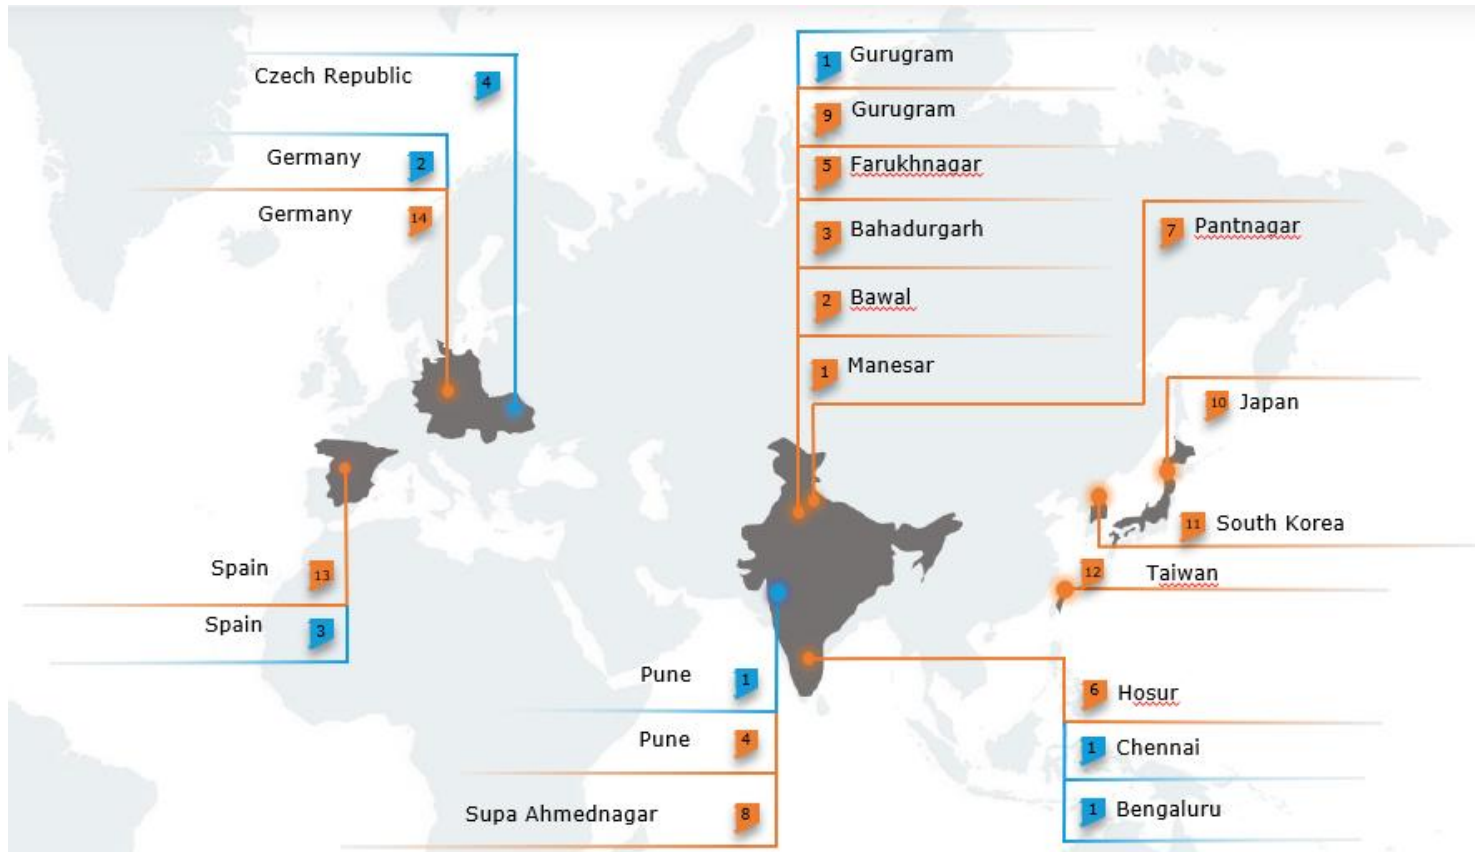 Czech Republic 4
Germany 2
Germany 14
Spain 13
Spain 3
1 Gurugram
9 Gurugram
5 Farukhnagar
3 Bahadurgarh
2 Bawal
1 Manesar
7 Pantnagar
10 Japan
11 South Korea
12 Taiwan
Pune 1
Pune 4
Supa Ahmednagar 8
6 Hosur
1 Chennai
1 Bengaluru